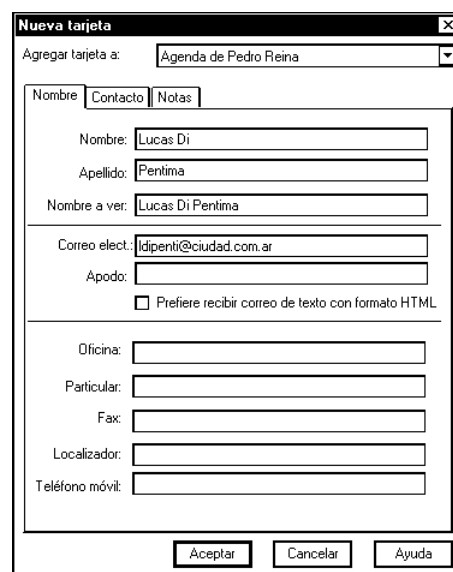 Nueva tarjeta
Agregar tarjeta a: Agenda de Pedro Reina
Nombre Contacto Notas
Nombre: Lucas Di
Apellido: Pentima
Nombre a ver: Lucas Di Pentima
Correo elect.: ldipenti@ciudad.com.ar
Apodo:
Prefiere recibir correo de texto con formato HTML
Oficina:
Particular:
Fax:
Localizador:
Teléfono móvil:
Aceptar Cancelar Ayuda